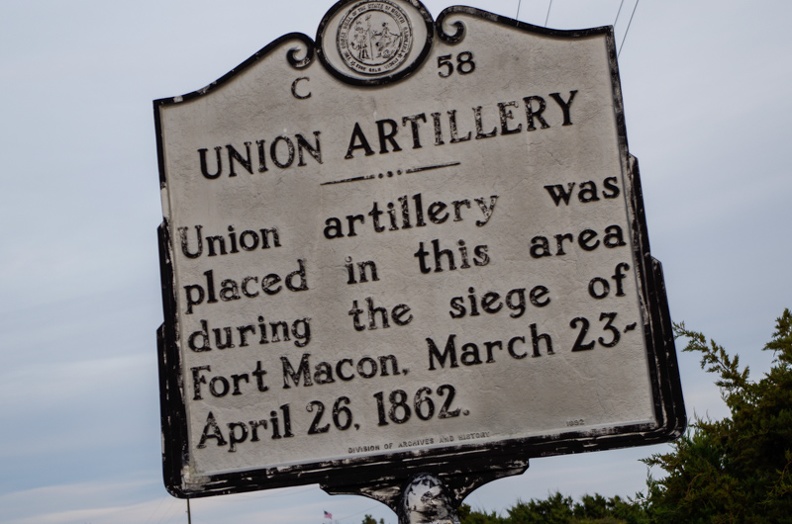 C 58
UNION ARTILLERY
Union artillery was
placed in this area
during the siege of
Fort Macon, March 23-
April 26, 1862.
DIVISION OF ARCHIVES AND HISTORY